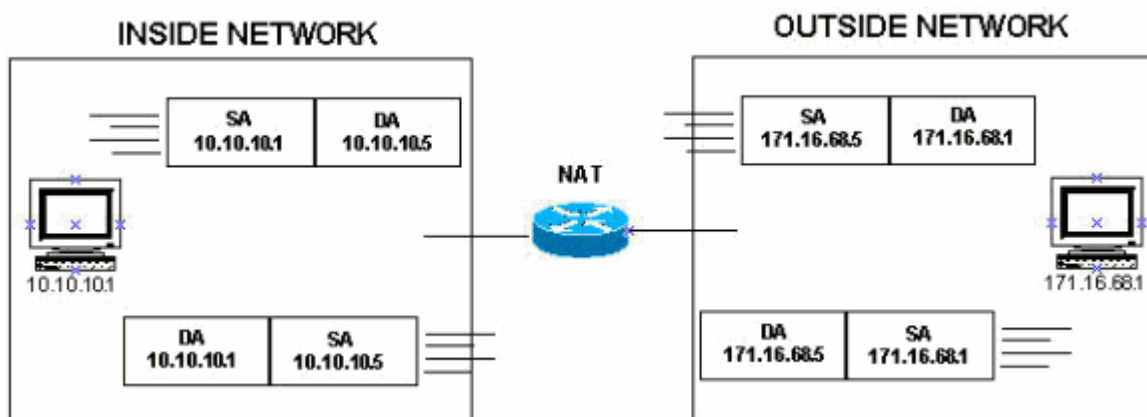 INSIDE NETWORK
OUTSIDE NETWORK
SA
10.10.10.1
DA
10.10.10.5
SA
171.16.68.5
DA
171.16.68.1
NAT
10.10.10.1
171.16.68.1
DA
10.10.10.1
SA
10.10.10.5
DA
171.16.68.5
SA
171.16.68.1